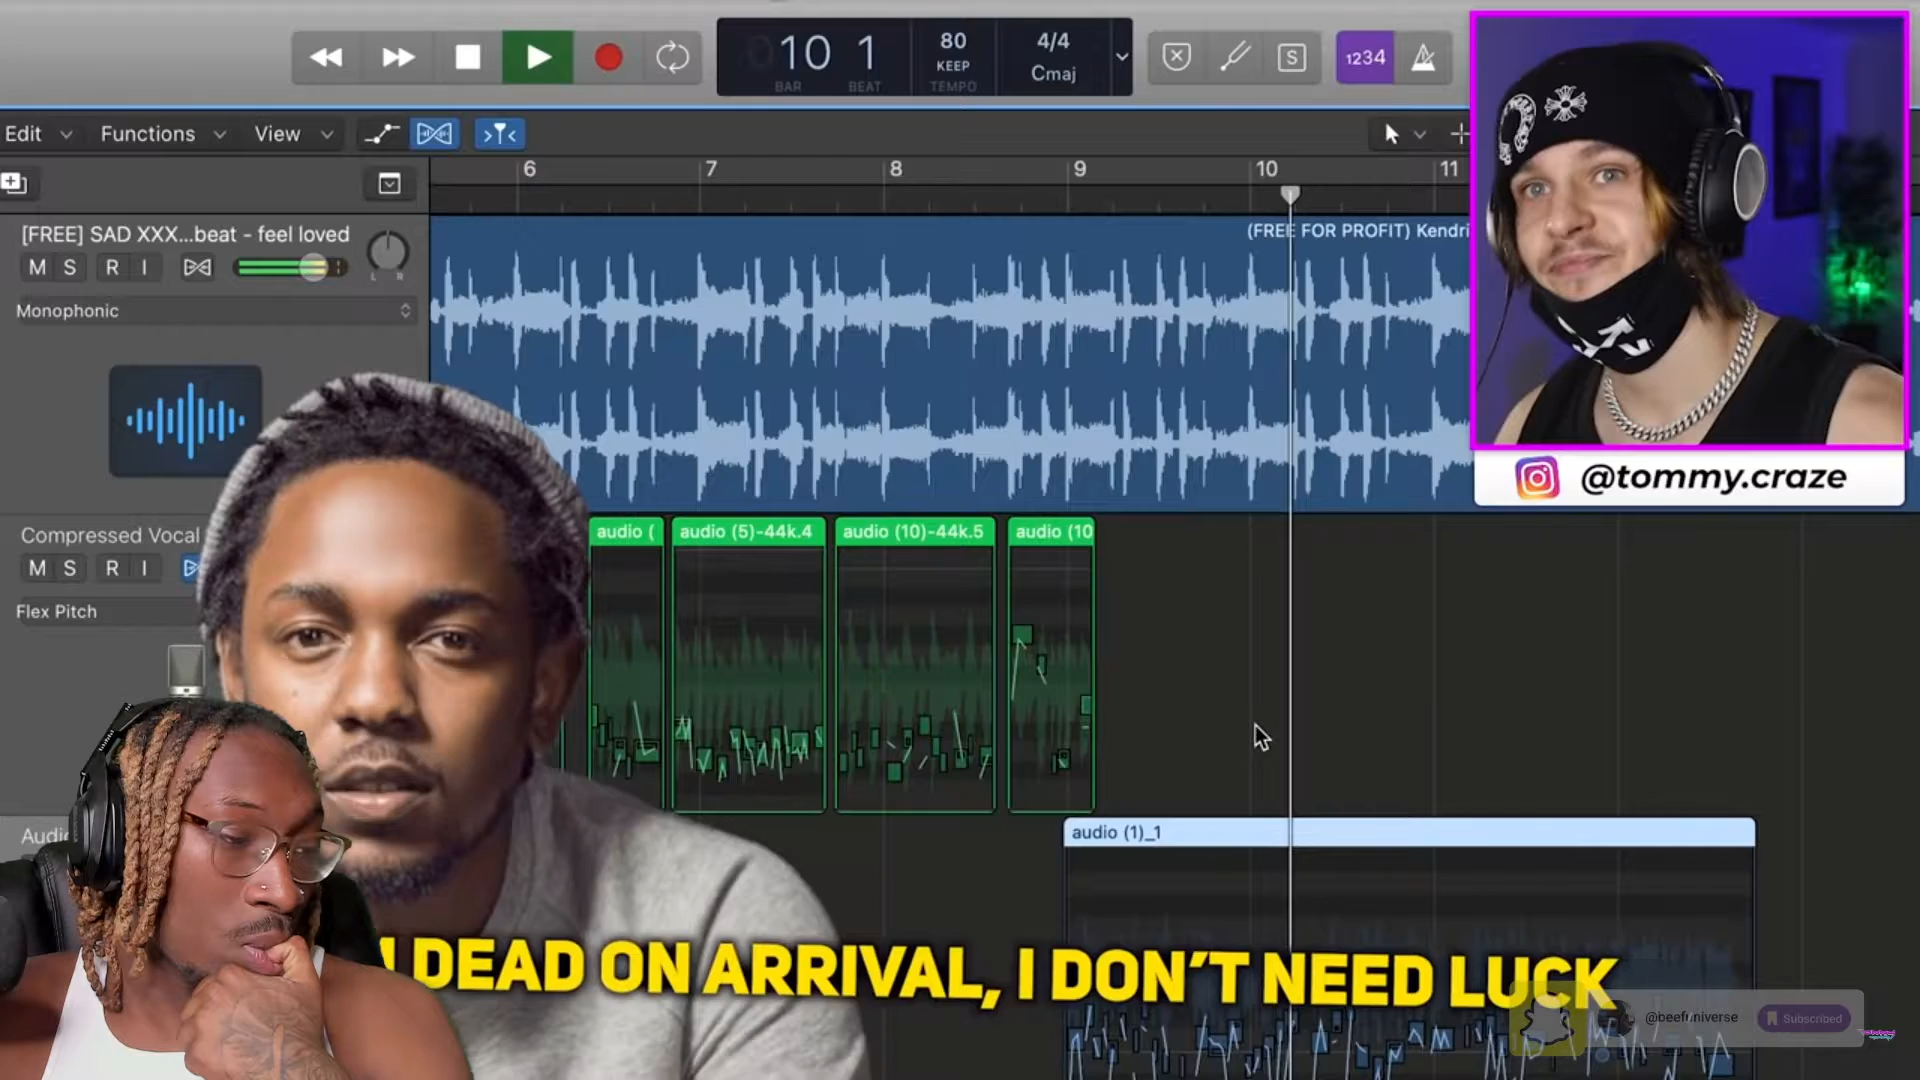 10 1
BAR BEAT
80
KEEP
TEMPO
4/4
Cmaj
S
1234
Edit
Functions
View
6 7 8 9 10 11
[FREE] SAD XXX...beat - feel loved
M S R I
L R
Monophonic
(FREE FOR PROFIT) Kendri
@tommy.craze
Compressed Vocal
M S R I
Flex Pitch
audio (
audio (5)-44k.4
audio (10)-44k.5
audio (10
Audi
audio (1)_1
DEAD ON ARRIVAL, I DON'T NEED LUCK
@beefuniverse
Subscribed